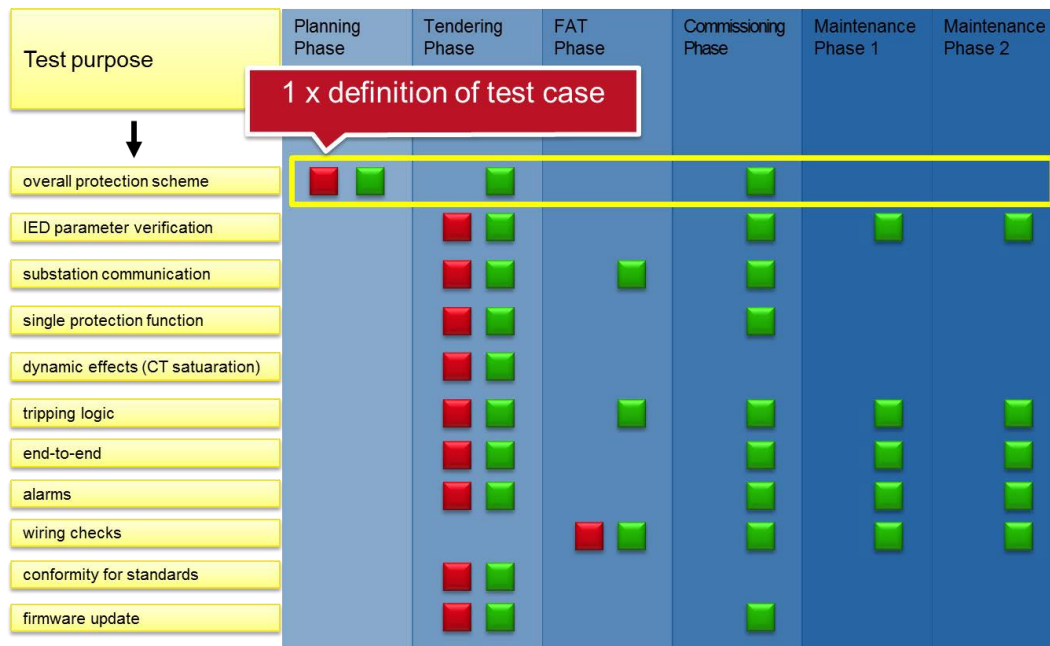 Test purpose
Planning
Phase
Tendering
Phase
FAT
Phase
Commissioning
Phase
Maintenance
Phase 1
Maintenance
Phase 2
1 x definition of test case
overall protection scheme
IED parameter verification
substation communication
single protection function
dynamic effects (CT satuaration)
tripping logic
end-to-end
alarms
wiring checks
conformity for standards
firmware update